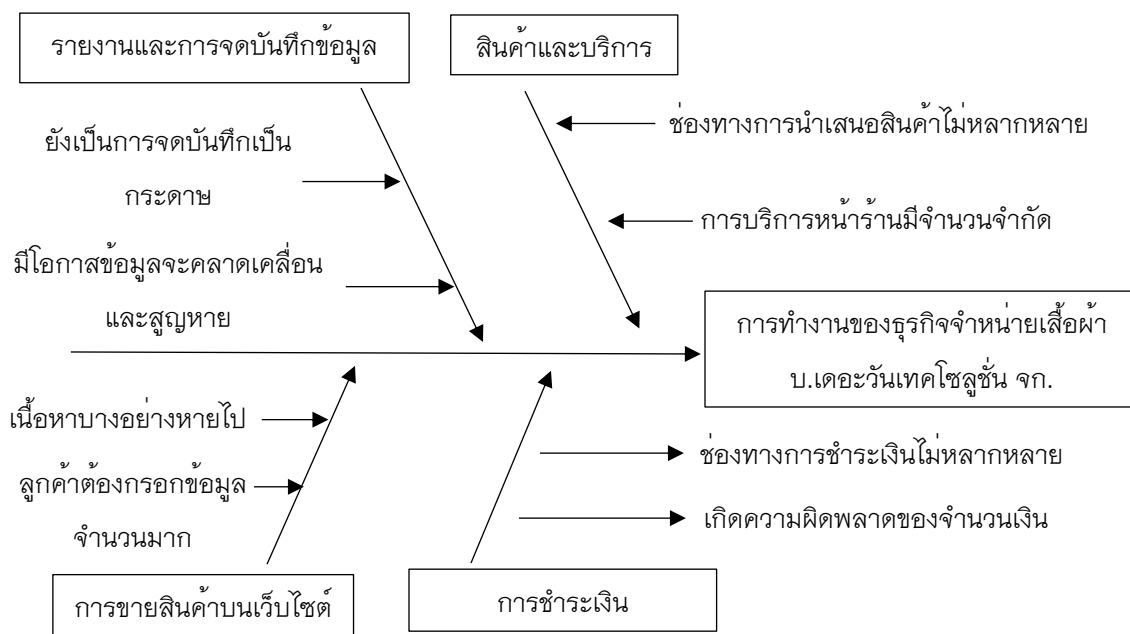 รายงานและการจดบันทึกข้อมูล
สินค้าและบริการ
ยังเป็นการจดบันทึกเป็น
กระดาษ
มีโอกาสข้อมูลจะคลาดเคลื่อน
และสูญหาย
ช่องทางการนำเสนอสินค้าไม่หลากหลาย
การบริการหน้าร้านมีจำนวนจำกัด
การทำงานของธุรกิจจำหน่ายเสื้อผ้า
บ.เดอะวันเทคโซลูชั่น จก.
เนื้อหาบางอย่างหายไป
ลูกค้าต้องกรอกข้อมูล
จำนวนมาก
การขายสินค้าบนเว็บไซต์
ช่องทางการชำระเงินไม่หลากหลาย
เกิดความผิดพลาดของจำนวนเงิน
การชำระเงิน